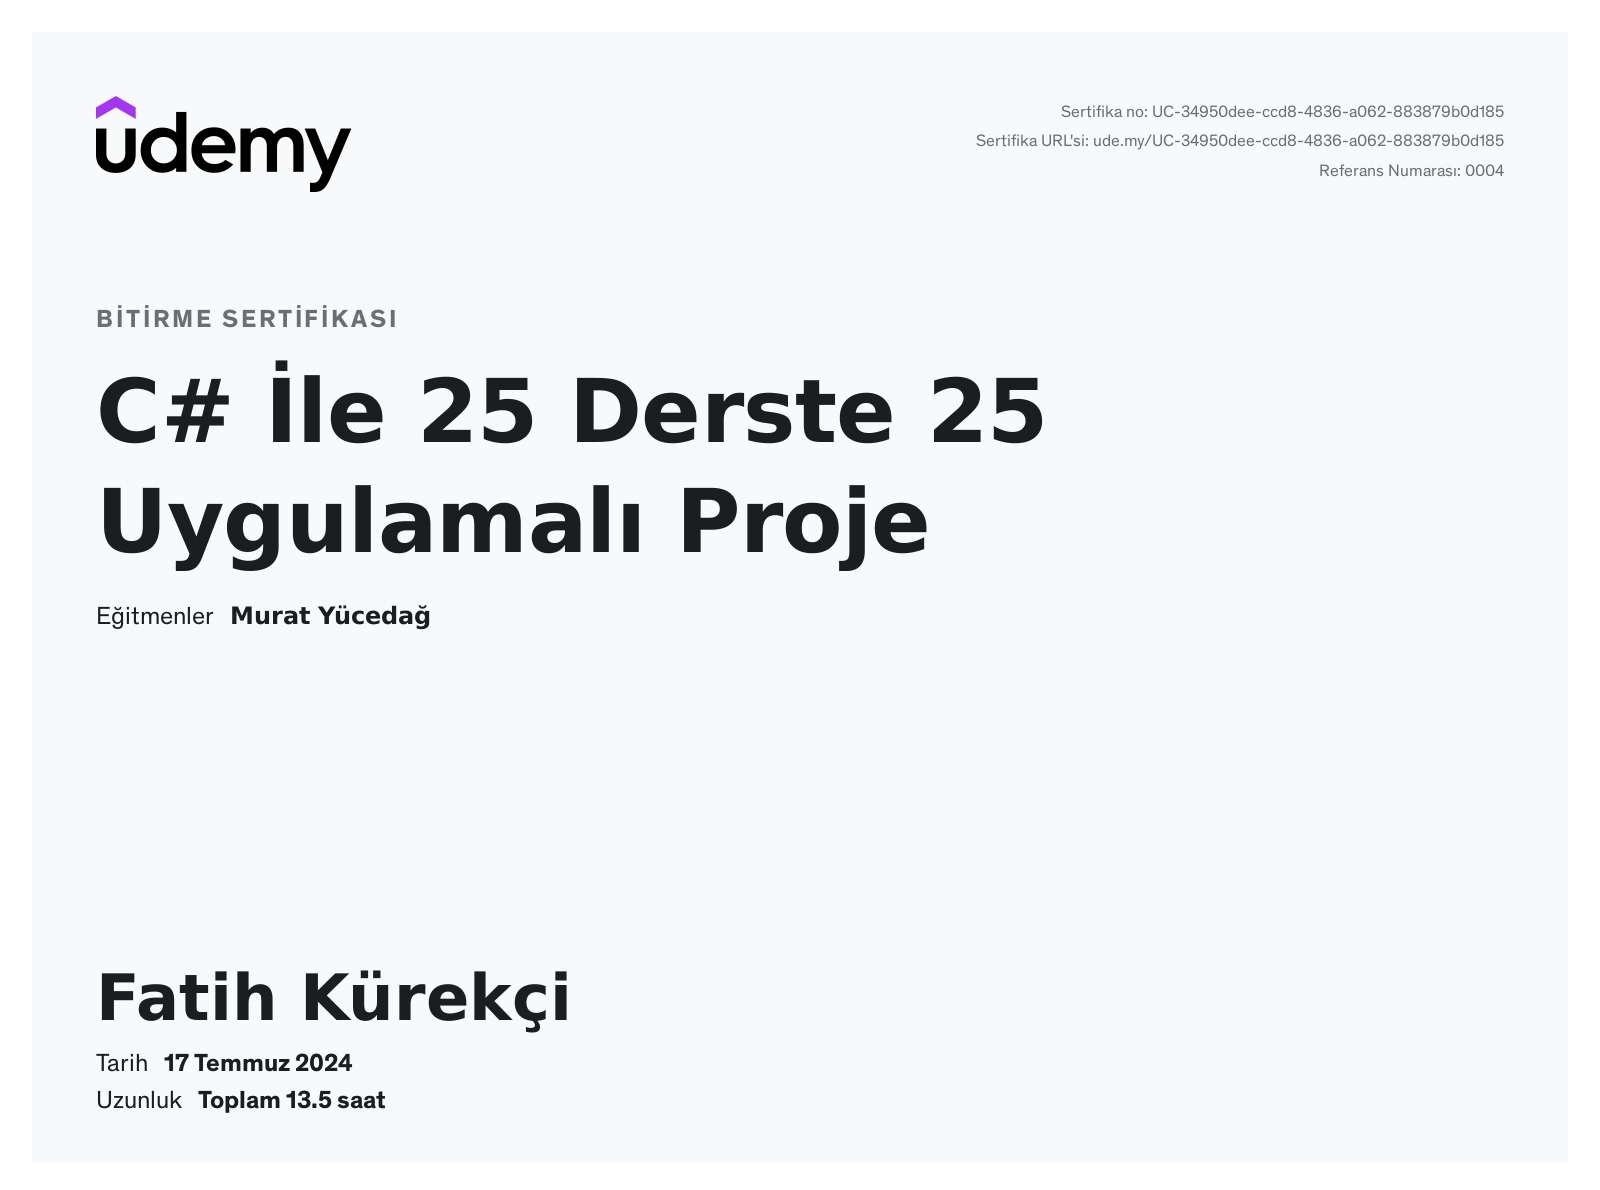 udemy
Sertifika no: UC-34950dee-ccd8-4836-a062-883879b0d185
Sertifika URL'si: ude.my/UC-34950dee-ccd8-4836-a062-883879b0d185
Referans Numarası: 0004
BİTİRME SERTİFİKASI
C# İle 25 Derste 25
Uygulamalı Proje
Eğitmenler Murat Yücedağ
Fatih Kürekçi
Tarih 17 Temmuz 2024
Uzunluk Toplam 13.5 saat